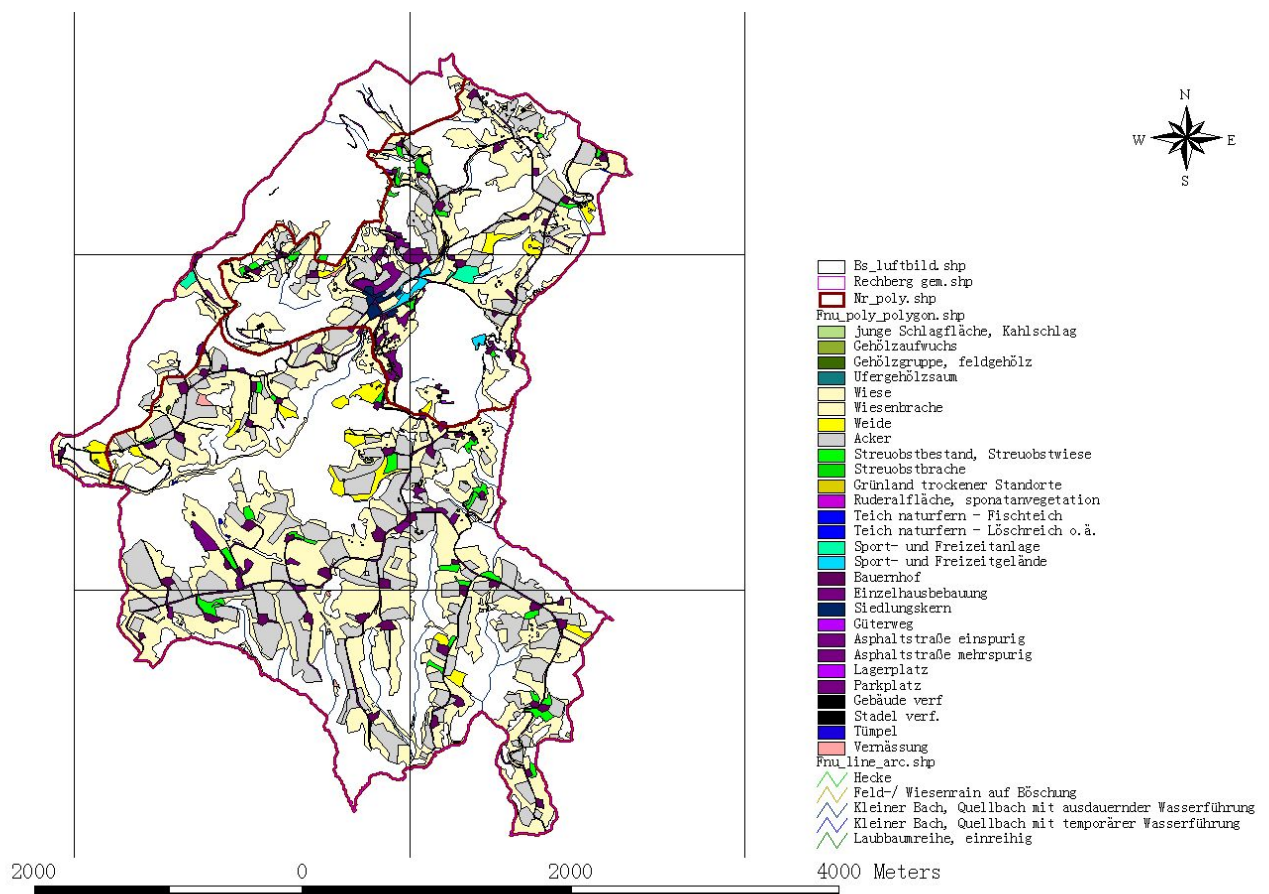 N
W E
S
Bs_luftbild.shp
Rechberg gem.shp
Nr_poly.shp
Fnu_poly_polygon.shp
junge Schlagfläche, Kahlschlag
Gehölzaufwuchs
Gehölzgruppe, feldgehölz
Ufergehölzsaum
Wiese
Wiesenbrache
Weide
Acker
Streuobstbestand, Streuobstwiese
Streuobstbrache
Grünland trockener Standorte
Ruderalfläche, sponatanvegetation
Teich naturfern - Fischteich
Teich naturfern - Löschreich o.ä.
Sport- und Freizeitanlage
Sport- und Freizeitgelände
Bauernhof
Einzelhausbebauung
Siedlungskern
Güterweg
Asphaltstraße einspurig
Asphaltstraße mehrspurig
Lagerplatz
Parkplatz
Gebäude verf
Stadel verf.
Tümpel
Vernässung
Fnu_line_arc.shp
Hecke
Feld-/ Wiesenrain auf Böschung
Kleiner Bach, Quellbach mit ausdauernder Wasserführung
Kleiner Bach, Quellbach mit temporärer Wasserführung
Laubbaumreihe, einreihig
2000 0 2000 4000 Meters